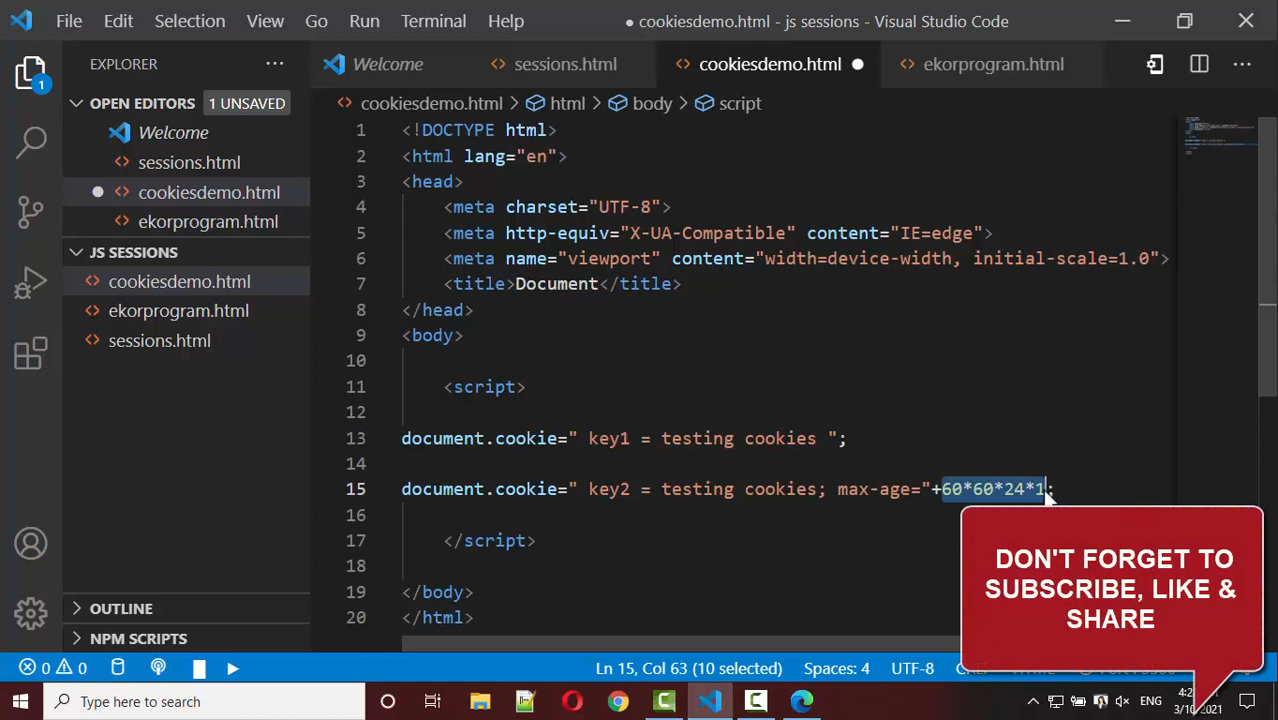 File Edit Selection View Go Run Terminal Help
● cookiesdemo.html - js sessions - Visual Studio Code
EXPLORER ···
Welcome sessions.html cookiesdemo.html ekorprogram.html
1
OPEN EDITORS 1 UNSAVED
Welcome
sessions.html
cookiesdemo.html
ekorprogram.html
JS SESSIONS
cookiesdemo.html
ekorprogram.html
sessions.html
OUTLINE
NPM SCRIPTS
cookiesdemo.html > html > body > script
1 <!DOCTYPE html>
2 <html lang="en">
3 <head>
4 <meta charset="UTF-8">
5 <meta http-equiv="X-UA-Compatible" content="IE=edge">
6 <meta name="viewport" content="width=device-width, initial-scale=1.0">
7 <title>Document</title>
8 </head>
9 <body>
10
11 <script>
12
13 document.cookie=" key1 = testing cookies ";
14
15 document.cookie=" key2 = testing cookies; max-age="+60*60*24*1;
16
17 </script>
18
19 </body>
20 </html>
DON'T FORGET TO
SUBSCRIBE, LIKE &
SHARE
0 0 Ln 15, Col 63 (10 selected) Spaces: 4 UTF-8
Type here to search
ENG
3/10/2021